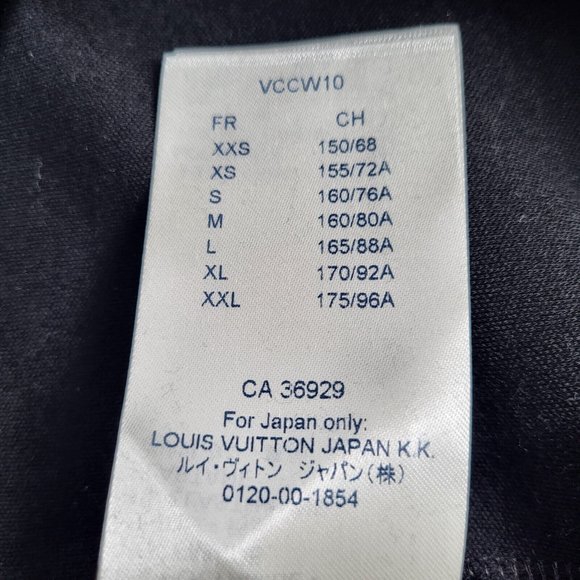 VCCW10
FR CH
XXS 150/68
XS 155/72A
S 160/76A
M 160/80A
L 165/88A
XL 170/92A
XXL 175/96A
CA 36929
For Japan only:
LOUIS VUITTON JAPAN K.K.
ルイ・ヴィトン ジャパン(株)
0120-00-1854